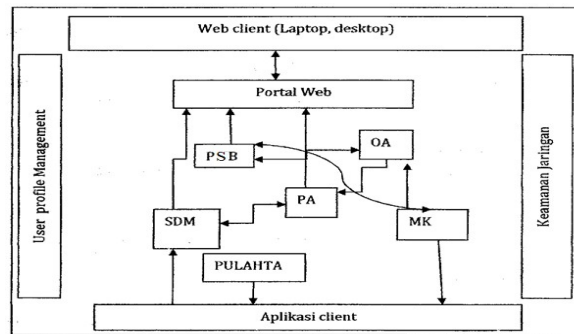 Web client (Laptop, desktop)
User profile Management
Keamanan Jaringan
Portal Web
PSB
OA
PA
SDM
MK
PULAHTA
Aplikasi client